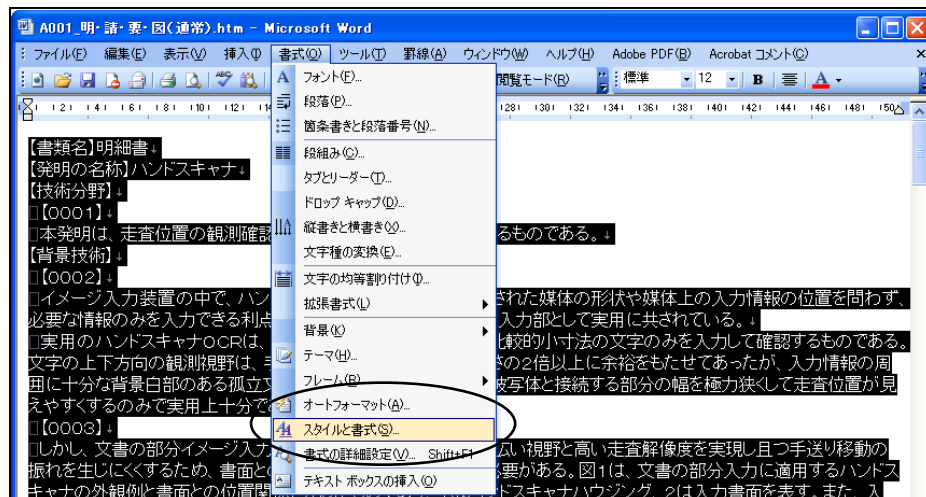 A001_明・請・要・図(通常).htm - Microsoft Word
ファイル(F) 編集(E) 表示(V) 挿入(I) 書式(O) ツール(T) 罫線(A) ウィンドウ(W) ヘルプ(H) Adobe PDF(B) Acrobat コメント(C)
閲覧モード(R) 標準 12 B A
フォント(F)...
段落(P)...
箇条書きと段落番号(N)...
段組み(C)...
タブとリーダー(T)...
ドロップ キャップ(D)...
縦書きと横書き(X)...
文字種の変換(E)...
文字の均等割り付け(I)...
拡張書式(L)
背景(K)
テーマ(H)...
フレーム(R)
オートフォーマット(A)...
スタイルと書式(S)...
書式の詳細設定(V)... Shift+F1
テキスト ボックスの挿入(O)
【書類名】明細書↓
【発明の名称】ハンドスキャナ↓
【技術分野】↓
【0001】↓
本発明は、走査位置の観測確認 るものである。↓
【背景技術】↓
【0002】↓
イメージ入力装置の中で、ハン された媒体の形状や媒体上の入力情報の位置を問わず、
必要な情報のみを入力できる利点 入力部として実用に共されている。↓
実用のハンドスキャナOCRは、 比較的小寸法の文字のみを入力して確認するものである。
文字の上下方向の観測視野は、 の2倍以上に余裕をもたせてあったが、入力情報の周
囲に十分な背景白部のある孤立文 被写体と接続する部分の幅を極力狭くして走査位置が見
えやすくするのみで実用上十分で
【0003】↓
しかし、文書の部分イメージ入力 広い視野と高い走査解像度を実現し且つ手送り移動の
振れを生じにくくするため、書面と 必要がある。図1は、文書の部分入力に適用するハンドス
キャナの外観例と書面との位置関 ドスキャナハウジング、2は入力書面を表す。また、入